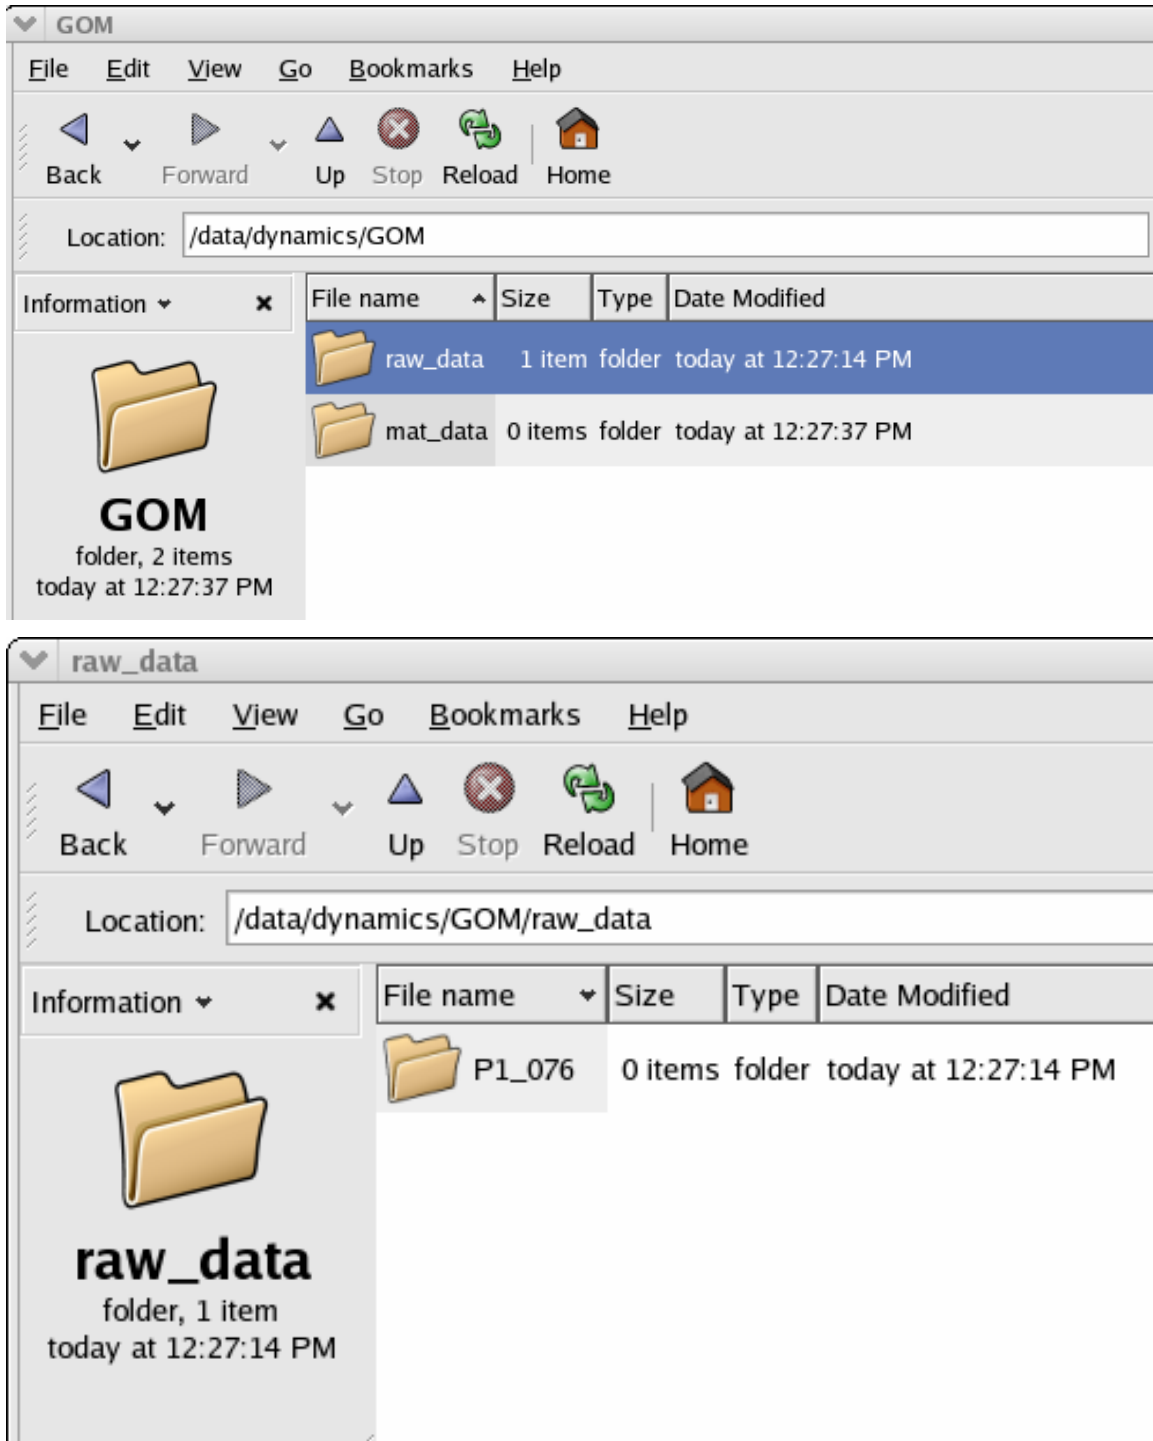 GOM
File Edit View Go Bookmarks Help
Back Forward Up Stop Reload Home
Location: /data/dynamics/GOM
Information File name Size Type Date Modified
raw_data 1 item folder today at 12:27:14 PM
mat_data 0 items folder today at 12:27:37 PM
GOM
folder, 2 items
today at 12:27:37 PM
raw_data
File Edit View Go Bookmarks Help
Back Forward Up Stop Reload Home
Location: /data/dynamics/GOM/raw_data
Information File name Size Type Date Modified
P1_076 0 items folder today at 12:27:14 PM
raw_data
folder, 1 item
today at 12:27:14 PM